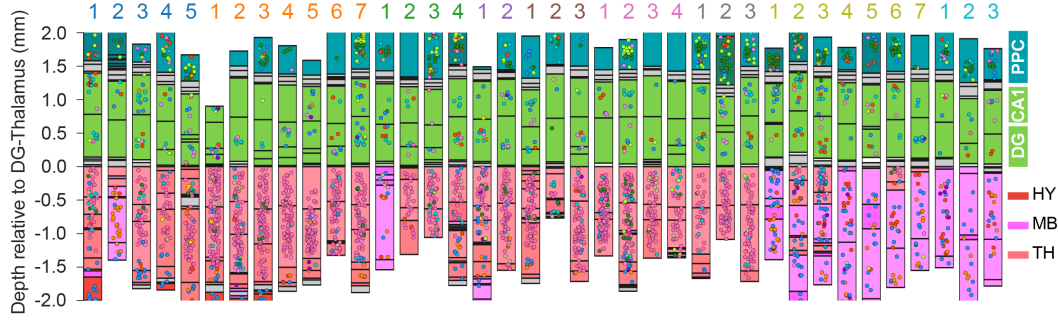 1 2 3 4 5 1 2 3 4 5 6 7 1 2 3 4 1 2 1 2 3 1 2 3 4 1 2 3 1 2 3 4 5 6 7 1 2 3
Depth relative to DG-Thalamus (mm)
2.0
1.5
1.0
0.5
0.0
-0.5
-1.0
-1.5
-2.0
PPC
CA1
DG
HY
MB
TH